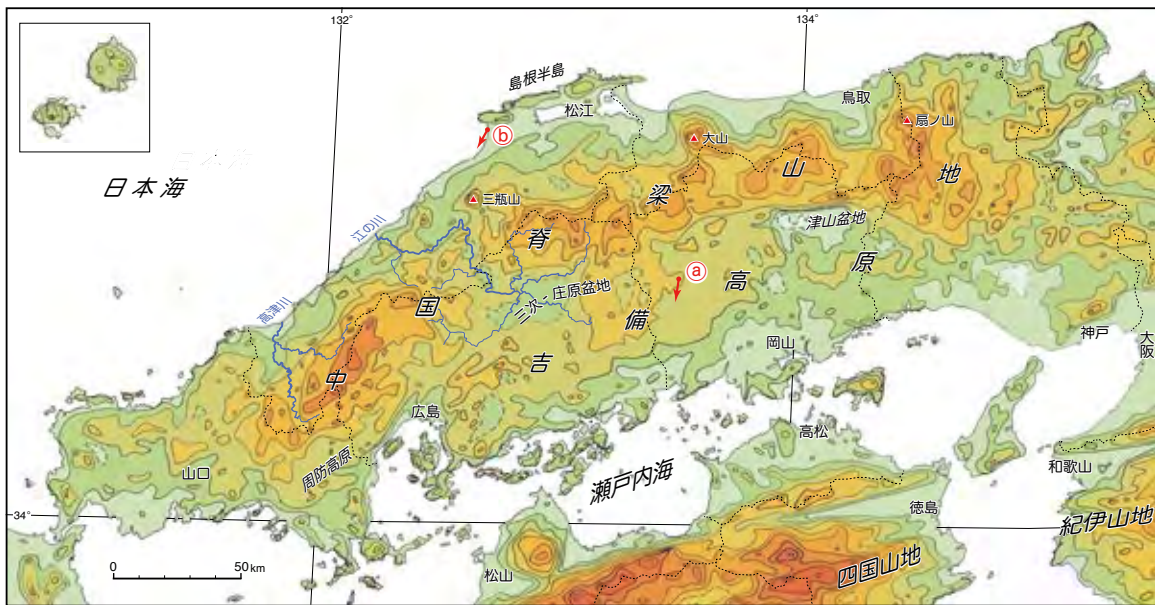 132°
134°
島根半島
松江
鳥取
扇ノ山
大山
ⓑ
日本海
三瓶山
江の川
脊
梁
山
地
津山盆地
ⓐ
高
原
庄原盆地
三次
高津川
国
備
岡山
神戸
大阪
吉
中
広島
高松
山口
周防高原
瀬戸内海
和歌山
34°
徳島
紀伊山地
0 50km
松山
四国山地